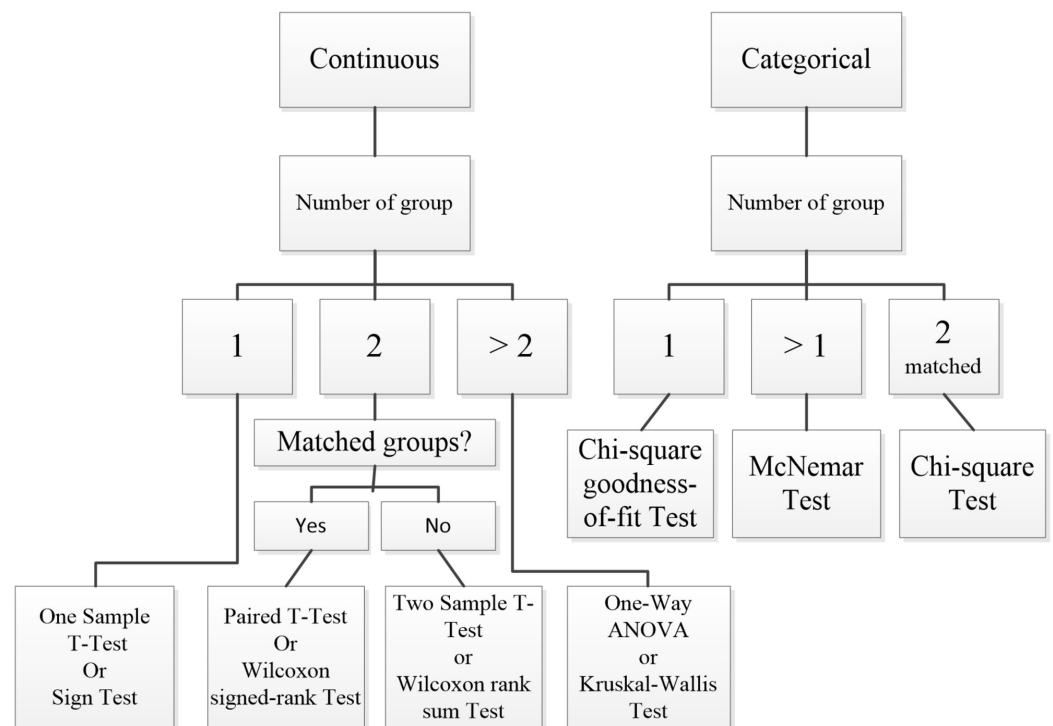 Continuous
Categorical
Number of group
Number of group
1
2
> 2
1
> 1
2
matched
Matched groups?
Chi-square
goodness-
of-fit Test
McNemar
Test
Chi-square
Test
Yes
No
One Sample
T-Test
Or
Sign Test
Paired T-Test
Or
Wilcoxon
signed-rank Test
Two Sample T-
Test
or
Wilcoxon rank
sum Test
One-Way
ANOVA
or
Kruskal-Wallis
Test